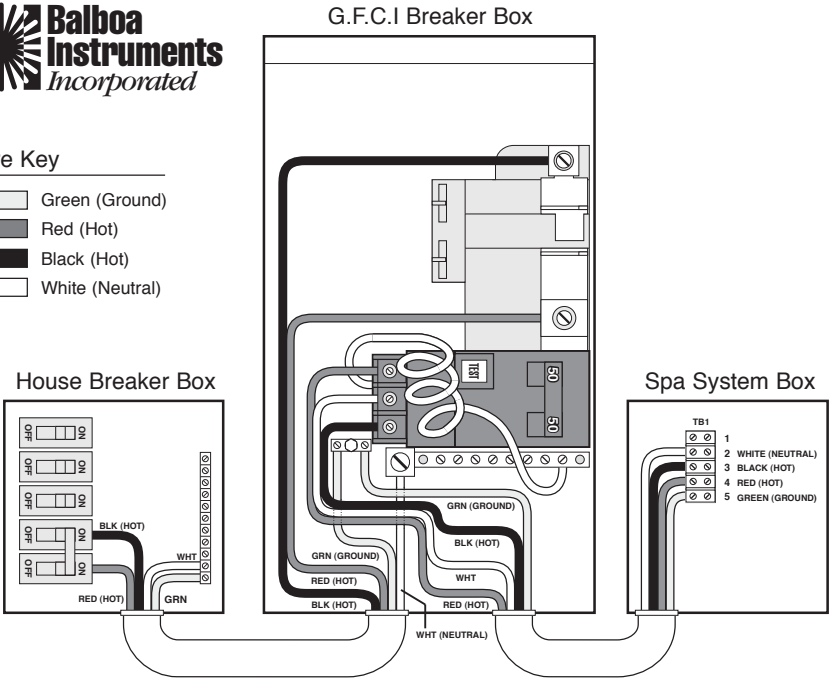 Balboa
Instruments
Incorporated
G.F.C.I Breaker Box
e Key
Green (Ground)
Red (Hot)
Black (Hot)
White (Neutral)
House Breaker Box
OFF ON
OFF ON
OFF ON
OFF ON
OFF ON
BLK (HOT)
WHT
RED (HOT)
GRN
TEST
50
50
GRN (GROUND)
BLK (HOT)
GRN (GROUND)
RED (HOT)
WHT
BLK (HOT)
RED (HOT)
WHT (NEUTRAL)
Spa System Box
TB1
1
2 WHITE (NEUTRAL)
3 BLACK (HOT)
4 RED (HOT)
5 GREEN (GROUND)